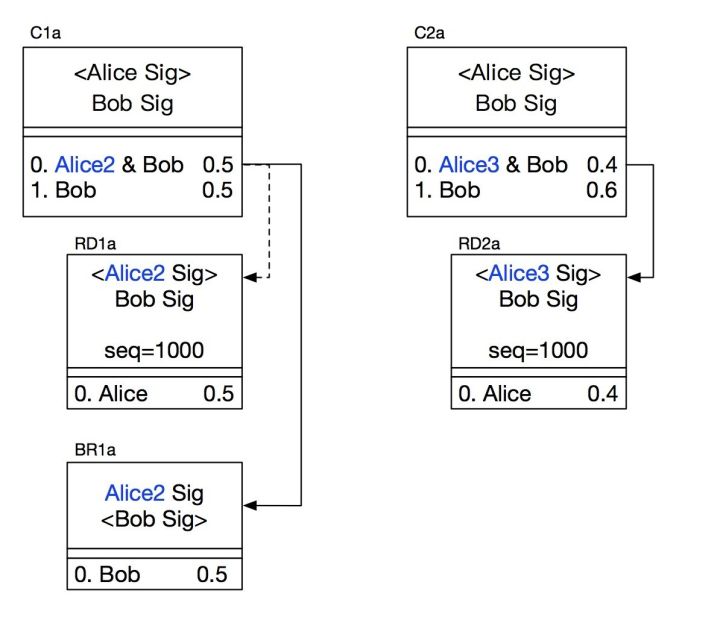 C1a
<Alice Sig>
Bob Sig
0. Alice2 & Bob 0.5
1. Bob 0.5
RD1a
<Alice2 Sig>
Bob Sig
seq=1000
0. Alice 0.5
BR1a
Alice2 Sig
<Bob Sig>
0. Bob 0.5
C2a
<Alice Sig>
Bob Sig
0. Alice3 & Bob 0.4
1. Bob 0.6
RD2a
<Alice3 Sig>
Bob Sig
seq=1000
0. Alice 0.4